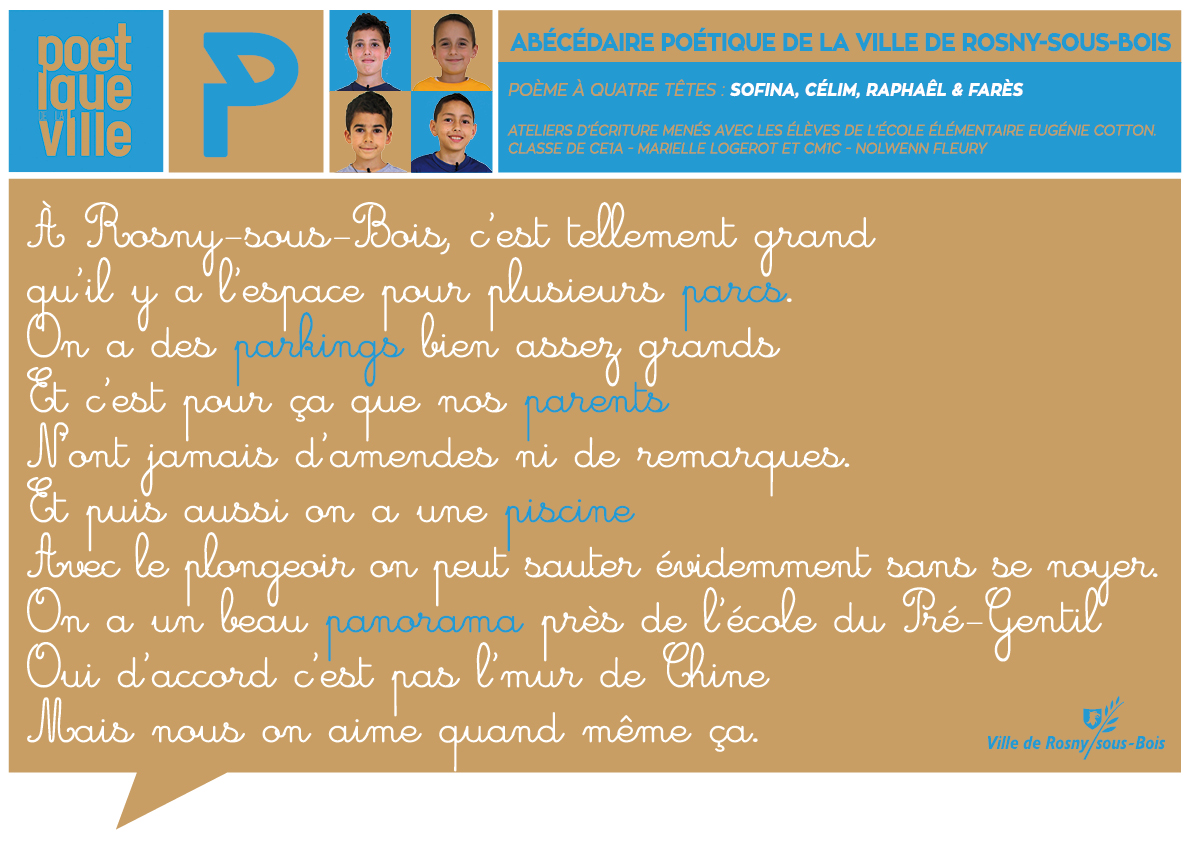 poet
ique
DE LA
ville
P
ABÉCÉDAIRE POÉTIQUE DE LA VILLE DE ROSNY-SOUS-BOIS
POÈME À QUATRE TÊTES : SOFINA, CÉLIM, RAPHAÊL & FARÈS
ATELIERS D'ÉCRITURE MENÉS AVEC LES ÉLÈVES DE L'ÉCOLE ÉLÉMENTAIRE EUGÉNIE COTTON.
CLASSE DE CE1A - MARIELLE LOGEROT ET CM1C - NOLWENN FLEURY
À Rosny-sous-Bois, c'est tellement grand
qu'il y a l'espace pour plusieurs parcs.
On a des parkings bien assez grands
Et c'est pour ça que nos parents
N'ont jamais d'amendes ni de remarques.
Et puis aussi on a une piscine
Avec le plongeoir on peut sauter évidemment sans se noyer.
On a un beau panorama près de l'école du Pré-Gentil
Oui d'accord c'est pas l'mur de Chine
Mais nous on aime quand même ça.
Ville de Rosny/sous-Bois